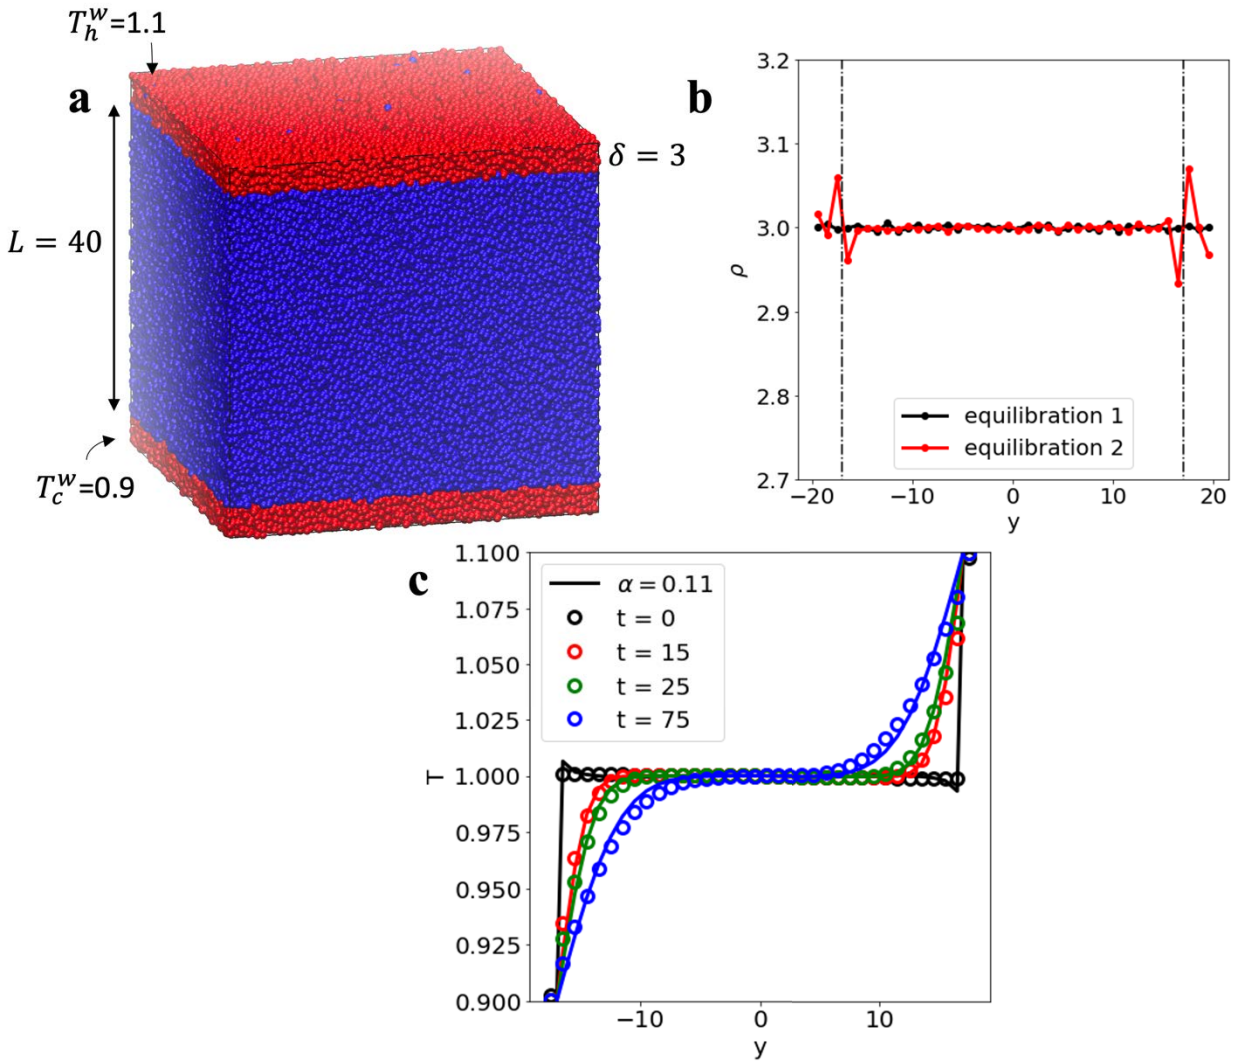 T_h^w=1.1
a
L = 40
δ = 3
T_c^w=0.9
b
3.2
3.1
3.0
2.9
2.8
2.7
ρ
equilibration 1
equilibration 2
−20 −10 0 10 20
y
c
1.100
1.075
1.050
1.025
1.000
0.975
0.950
0.925
0.900
T
α = 0.11
t = 0
t = 15
t = 25
t = 75
−10 0 10
y